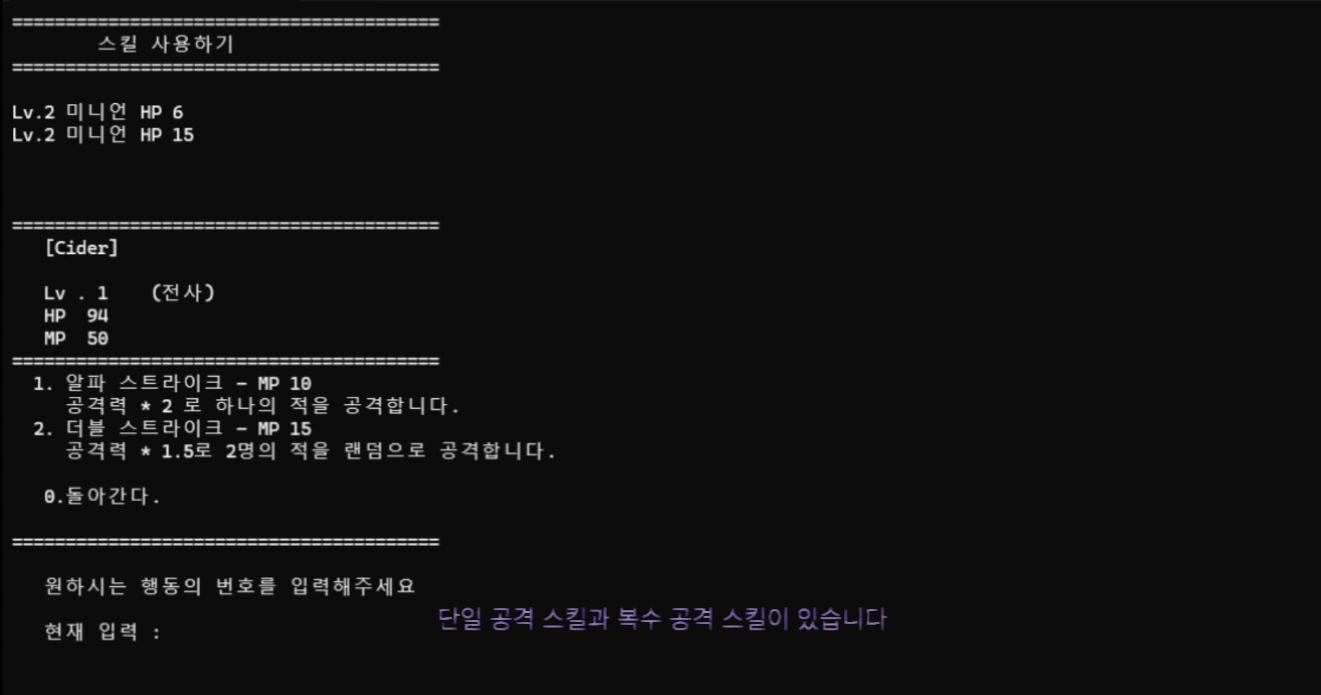 ========================================
스킬 사용하기
========================================
Lv.2 미니언 HP 6
Lv.2 미니언 HP 15
========================================
[Cider]
Lv . 1 (전사)
HP 94
MP 50
========================================
1. 알파 스트라이크 - MP 10
공격력 * 2 로 하나의 적을 공격합니다.
2. 더블 스트라이크 - MP 15
공격력 * 1.5로 2명의 적을 랜덤으로 공격합니다.
0.돌아간다.
========================================
원하시는 행동의 번호를 입력해주세요
단일 공격 스킬과 복수 공격 스킬이 있습니다
현재 입력 :